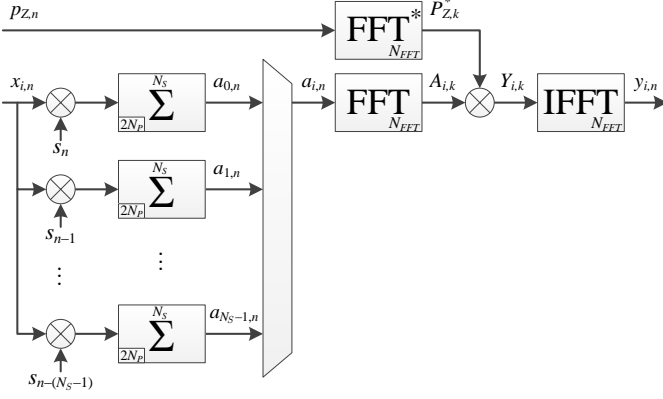 p_{Z,n} FFT* N_{FFT} P^*_{Z,k}
x_{i,n} N_S Σ 2N_P a_{0,n} a_{i,n} FFT N_{FFT} A_{i,k} Y_{i,k} IFFT N_{FFT} y_{i,n}
s_n
N_S Σ 2N_P a_{1,n}
s_{n−1}
⋮ ⋮
N_S Σ 2N_P a_{N_S−1,n}
s_{n−(N_S−1)}